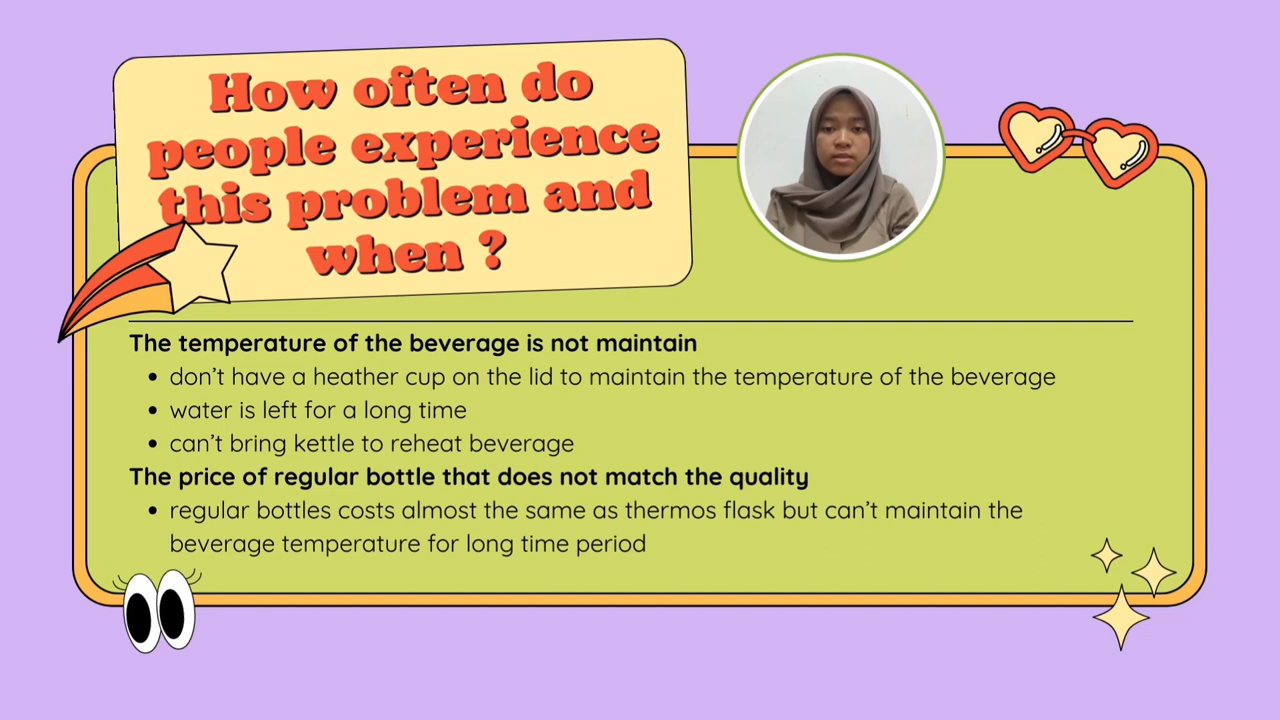 How often do
people experience
this problem and
when ?
The temperature of the beverage is not maintain
• don't have a heather cup on the lid to maintain the temperature of the beverage
• water is left for a long time
• can't bring kettle to reheat beverage
The price of regular bottle that does not match the quality
• regular bottles costs almost the same as thermos flask but can't maintain the
beverage temperature for long time period